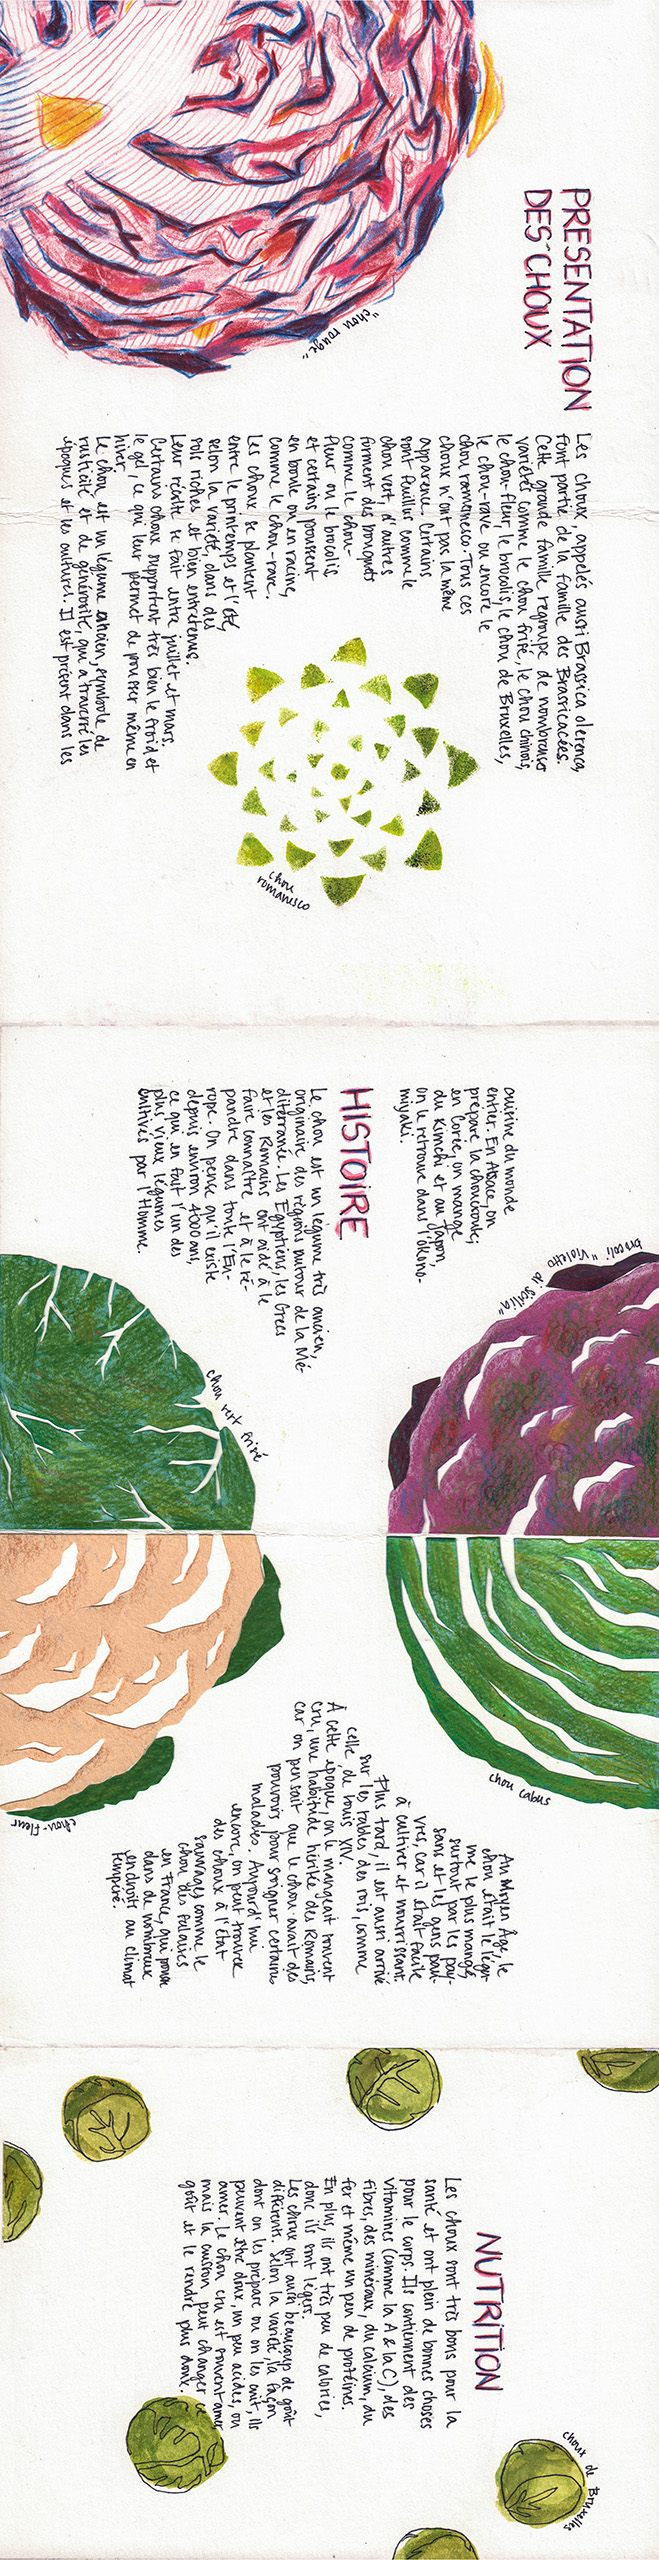 PRESENTATION
DES CHOUX
"chou rouge"
Les choux, appelés aussi Brassica olerenca,
font partie de la famille des Brassicacées.
Cette grande famille regroupe de nombreuses
variétés comme le chou frisé, le chou chinois,
le chou-fleur, le brocolis, le chou de Bruxelles,
le chou-rave ou encore le
chou romanesco. Tous ces
choux n'ont pas la même
apparence. Certains
sont feuillus comme le
chou vert, d'autres
forment des bouquets
comme le chou-
fleur ou le brocolis
et certains poussent
en boule ou en racine,
comme le chou-rave.
Les choux se plantent
entre le printemps et l'été,
selon la variété, dans des
sols riches et bien entretenus.
Leur récolte se fait entre juillet et mars.
Certains choux supportent très bien le froid et
le gel, ce qui leur permet de pousser même en
hiver.
Le chou est un légume ancien, symbole de
rusticité et de générosité, qui a traversé les
époques et les cultures. Il est présent dans les
chou
romanesco
cuisine du monde
entier. En Alsace, on
prépare la choucroute;
en Corée, on mange
du Kimchi et au Japon
on le retrouve dans l'okono-
miyaki.
HISTOIRE
Le chou est un légume très ancien,
originaire des régions autour de la Mé-
diterranée. Les Egyptiens, les Grecs
et les Romains ont aidé à le
faire connaître et à le ré-
pandre dans toute l'Eu-
rope. On pense qu'il existe
depuis environ 4000 ans,
ce qui en fait l'un des
plus vieux légumes
cultivés par l'Homme.
brocoli "Violetto di Sicilia"
chou vert frisé
chou cabus
chou-fleur
Au Moyen Âge, le
chou était le légu-
me le plus mangé,
surtout par les pay-
sans et les gens pau-
vres, car il était facile
à cultiver et nourrissant.
Plus tard, il est aussi arrivé
sur les tables des rois, comme
celle de Louis XIV.
À cette époque, on le mangeait souvent
cru, une habitude héritée des Romains,
car on pensait que le chou avait des
pouvoirs pour soigner certaines
maladies. Aujourd'hui
encore, on peut trouver
des choux à l'état
sauvages comme le
chou des falaises
en France, qui pousse
dans de nombreux
endroits au climat
tempéré.
NUTRITION
Les choux sont très bons pour la
santé et ont plein de bonnes choses
pour le corps. Ils contiennent des
vitamines (comme la A & la C), des
fibres, des minéraux, du calcium, du
fer et même un peu de protéines.
En plus, ils ont très peu de calories,
donc ils sont légers.
Les choux ont aussi beaucoup de goût
différents. Selon la variété, la façon
dont on les prépare ou on les cuit, ils
peuvent être doux, un peu acides, ou
amer. Le chou cru est souvent amer
mais la cuisson peut changer ce
goût et le rendre plus doux.
choux de Bruxelles